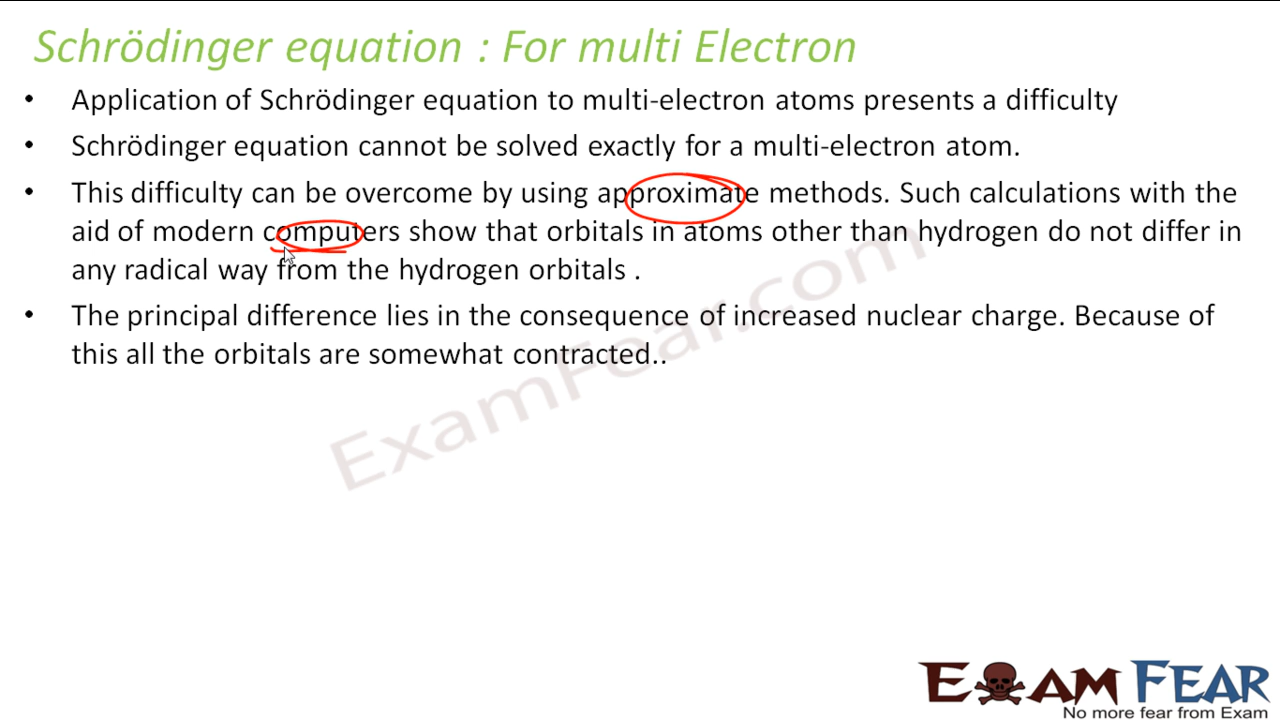 Schrödinger equation : For multi Electron
• Application of Schrödinger equation to multi-electron atoms presents a difficulty
• Schrödinger equation cannot be solved exactly for a multi-electron atom.
• This difficulty can be overcome by using approximate methods. Such calculations with the
aid of modern computers show that orbitals in atoms other than hydrogen do not differ in
any radical way from the hydrogen orbitals .
• The principal difference lies in the consequence of increased nuclear charge. Because of
this all the orbitals are somewhat contracted..
ExamFear.com
EXAM FEAR
No more fear from Exam